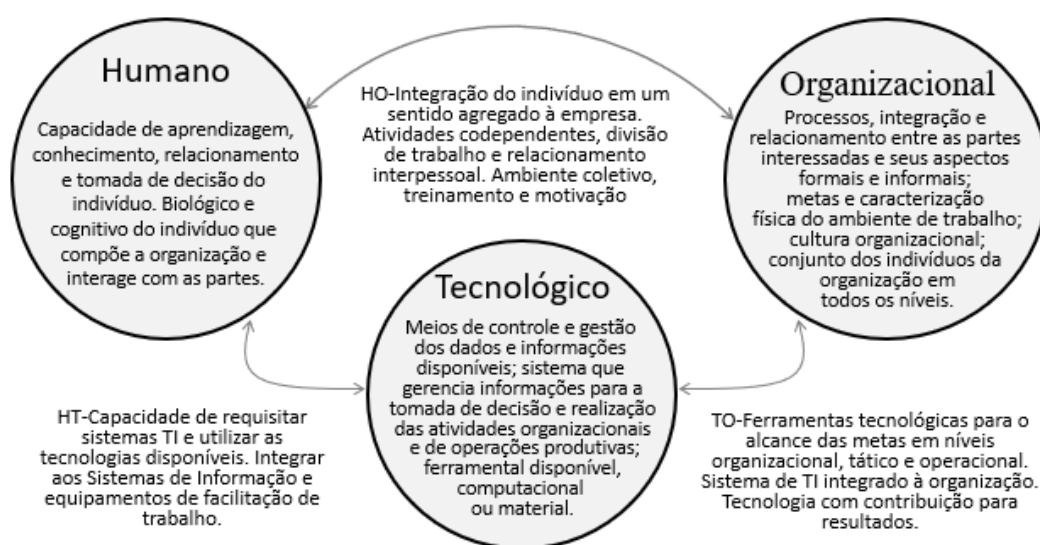 Humano
Capacidade de aprendizagem,
conhecimento, relacionamento
e tomada de decisão do
indivíduo. Biológico e
cognitivo do indivíduo que
compõe a organização e
interage com as partes.
HO-Integração do indivíduo em um
sentido agregado à empresa.
Atividades codependentes, divisão
de trabalho e relacionamento
interpessoal. Ambiente coletivo,
treinamento e motivação
Organizacional
Processos, integração e
relacionamento entre as partes
interessadas e seus aspectos
formais e informais;
metas e caracterização
física do ambiente de trabalho;
cultura organizacional;
conjunto dos indivíduos da
organização em
todos os níveis.
Tecnológico
Meios de controle e gestão
dos dados e informações
disponíveis; sistema que
gerencia informações para a
tomada de decisão e realização
das atividades organizacionais
e de operações produtivas;
ferramental disponível,
computacional
ou material.
HT-Capacidade de requisitar
sistemas TI e utilizar as
tecnologias disponíveis. Integrar
aos Sistemas de Informação e
equipamentos de facilitação de
trabalho.
TO-Ferramentas tecnológicas para o
alcance das metas em níveis
organizacional, tático e operacional.
Sistema de TI integrado à organização.
Tecnologia com contribuição para
resultados.